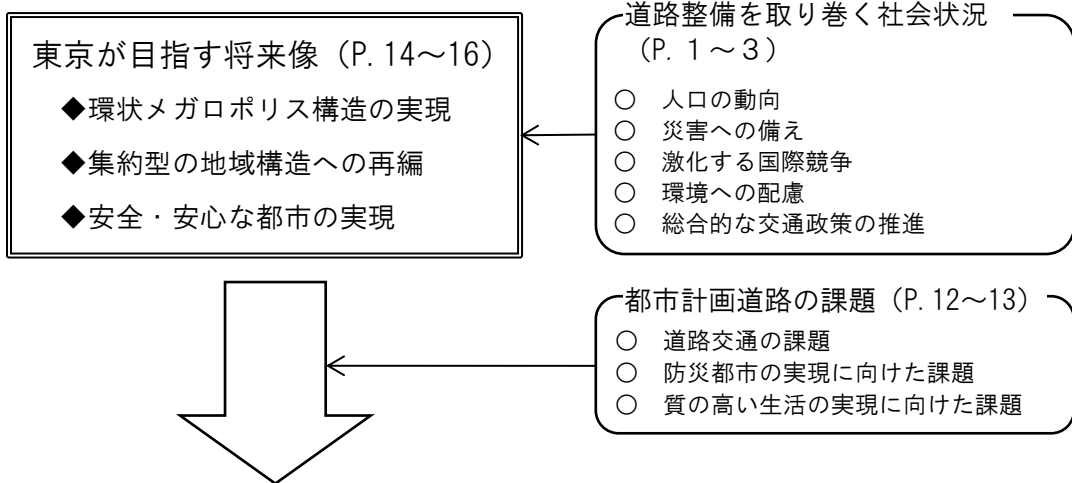 東京が目指す将来像（P.14～16）
◆環状メガロポリス構造の実現
◆集約型の地域構造への再編
◆安全・安心な都市の実現
道路整備を取り巻く社会状況
（P. 1～3）
○　人口の動向
○　災害への備え
○　激化する国際競争
○　環境への配慮
○　総合的な交通政策の推進
都市計画道路の課題（P.12～13）
○　道路交通の課題
○　防災都市の実現に向けた課題
○　質の高い生活の実現に向けた課題